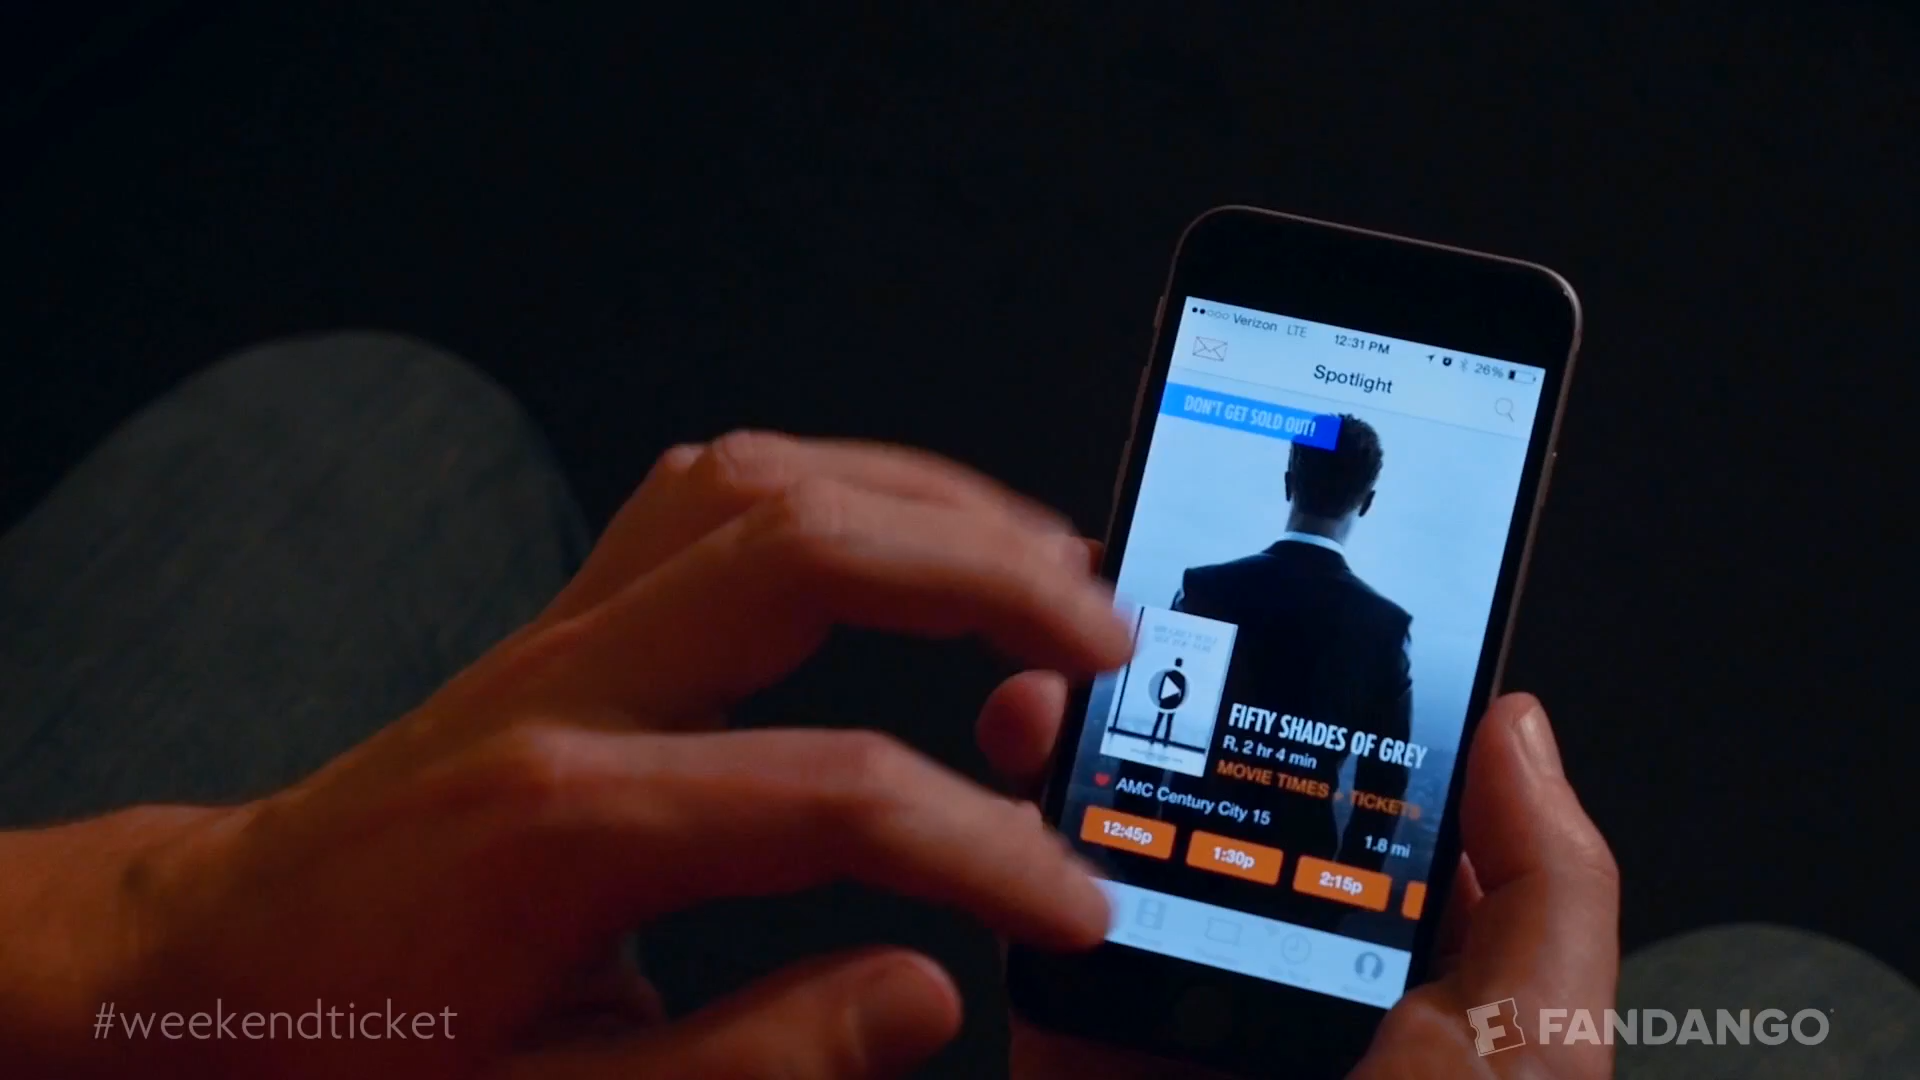 Verizon LTE 12:31 PM 26%
Spotlight
DON'T GET SOLD OUT!
FIFTY SHADES OF GREY
R, 2 hr 4 min
MOVIE TIMES + TICKETS
AMC Century City 15
1.8 mi
12:45p 1:30p 2:15p
#weekendticket
FANDANGO